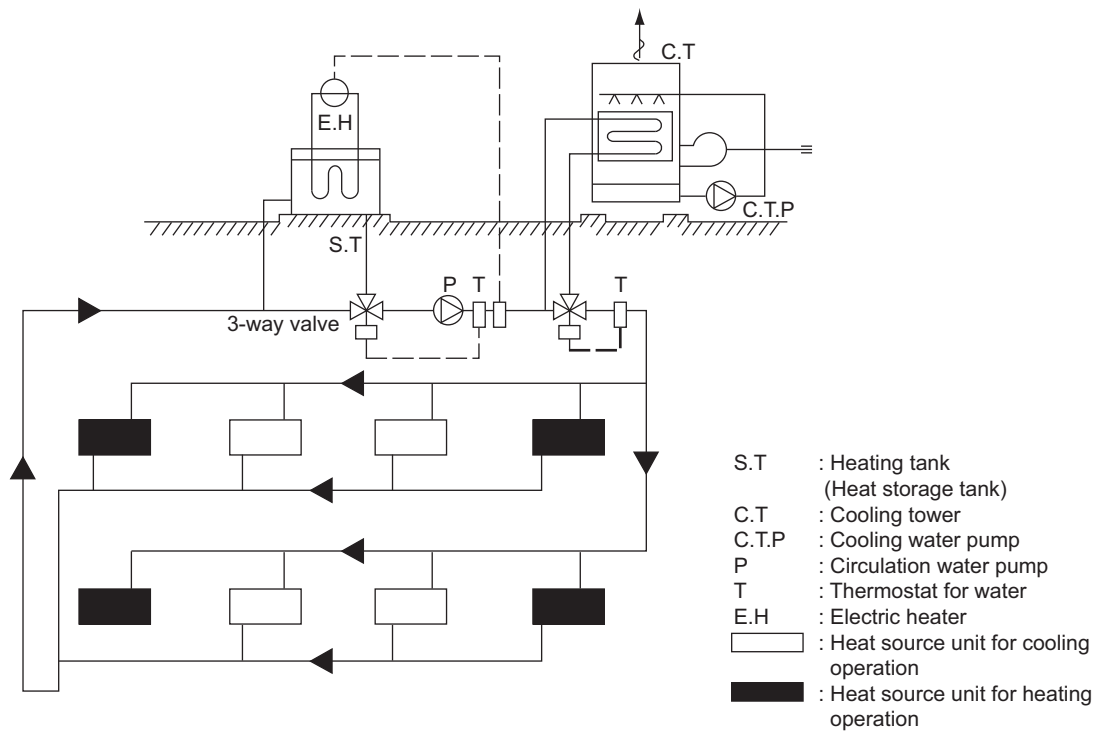 C.T
E.H
C.T.P
S.T
P
T
T
3-way valve
S.T : Heating tank
(Heat storage tank)
C.T : Cooling tower
C.T.P : Cooling water pump
P : Circulation water pump
T : Thermostat for water
E.H : Electric heater
: Heat source unit for cooling
operation
: Heat source unit for heating
operation